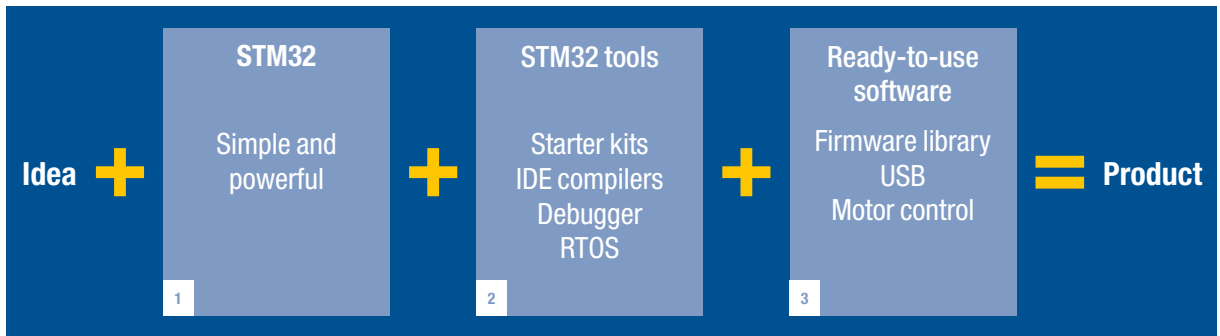 Idea
+
STM32
Simple and
powerful
1
+
STM32 tools
Starter kits
IDE compilers
Debugger
RTOS
2
+
Ready-to-use
software
Firmware library
USB
Motor control
3
=
Product